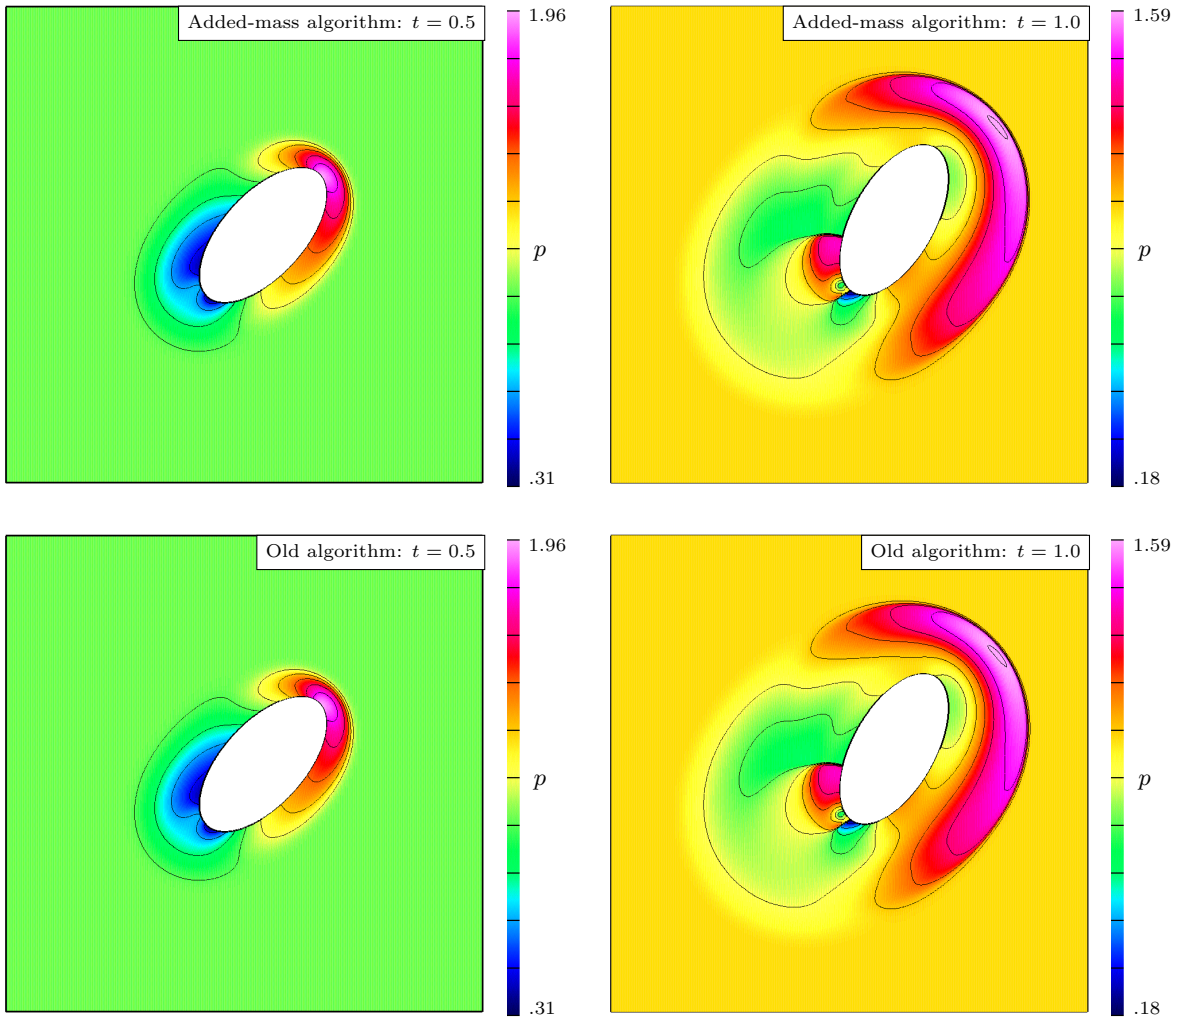 Added-mass algorithm: t = 0.5
1.96
p
.31
Added-mass algorithm: t = 1.0
1.59
p
.18
Old algorithm: t = 0.5
1.96
p
.31
Old algorithm: t = 1.0
1.59
p
.18